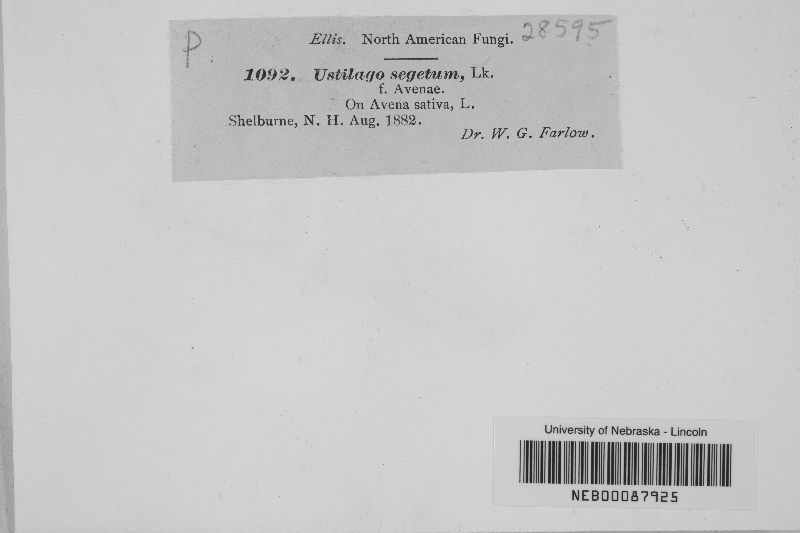 P
Ellis. North American Fungi. 28595
1092. Ustilago segetum, Lk.
f. Avenae.
On Avena sativa, L.
Shelburne, N. H. Aug. 1882.
Dr. W. G. Farlow.
University of Nebraska - Lincoln
NEB00087925